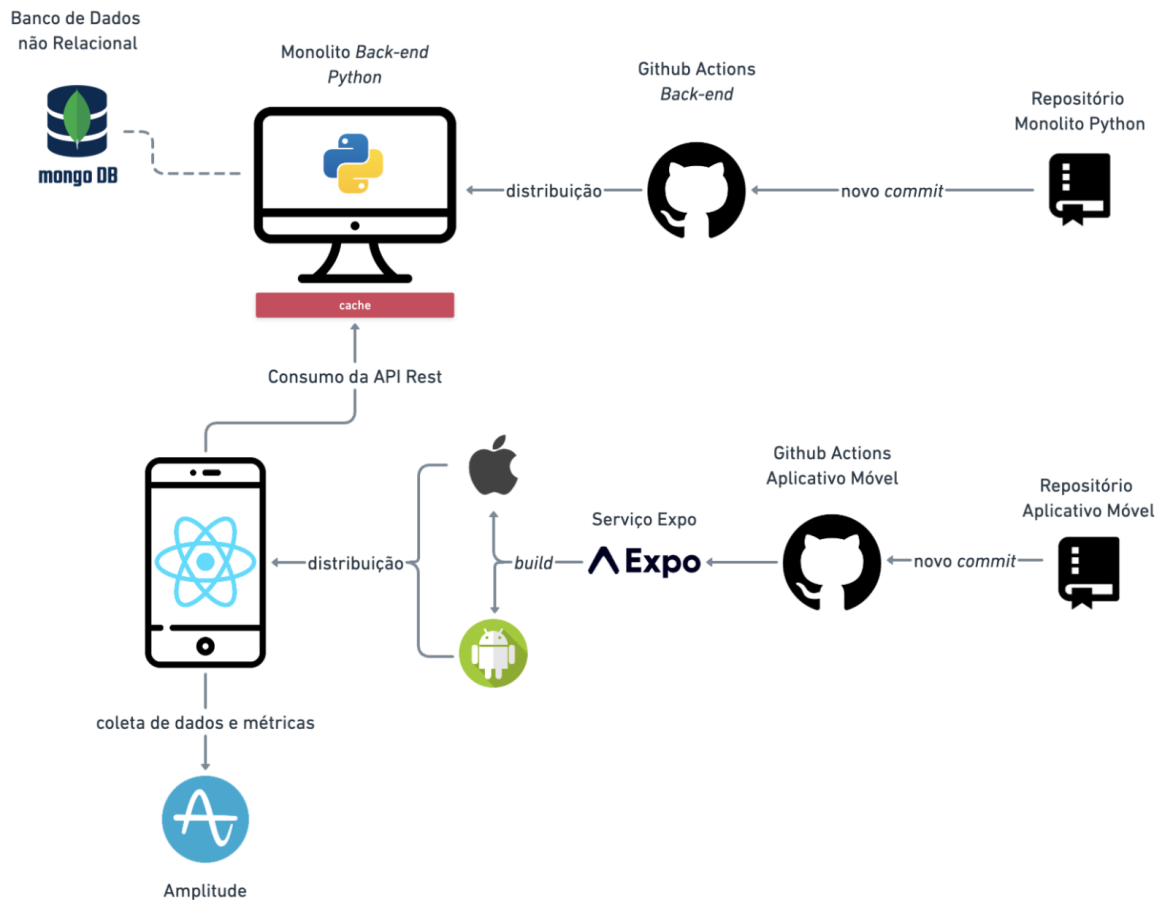 Banco de Dados
não Relacional
mongo DB
Monolito Back-end
Python
Github Actions
Back-end
Repositório
Monolito Python
distribuição
novo commit
cache
Consumo da API Rest
Github Actions
Aplicativo Móvel
Repositório
Aplicativo Móvel
Serviço Expo
distribuição
build
Expo
novo commit
coleta de dados e métricas
Amplitude